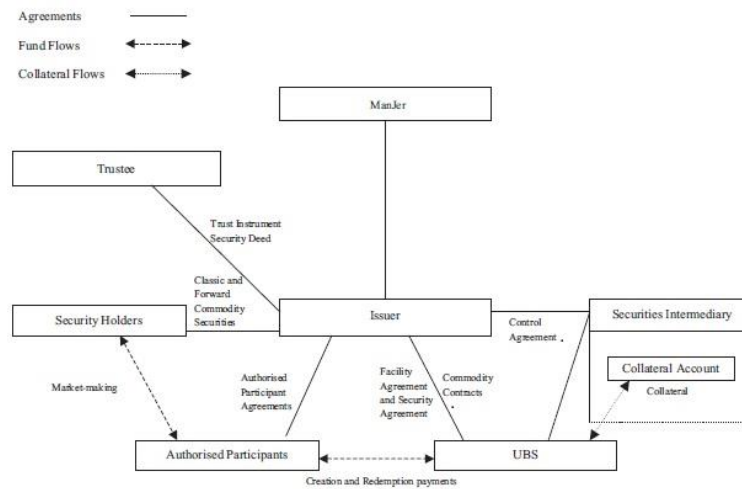 Agreements
Fund Flows
Collateral Flows
ManJer
Trustee
Trust Instrument
Security Deed
Classic and
Forward
Commodity
Securities
Security Holders
Issuer
Securities Intermediary
Control
Agreement .
Collateral Account
Collateral
Market-making
Authorised
Participant
Agreements
Facility
Agreement
and Security
Agreement
Commodity
Contracts
.
Authorised Participants
UBS
Creation and Redemption payments